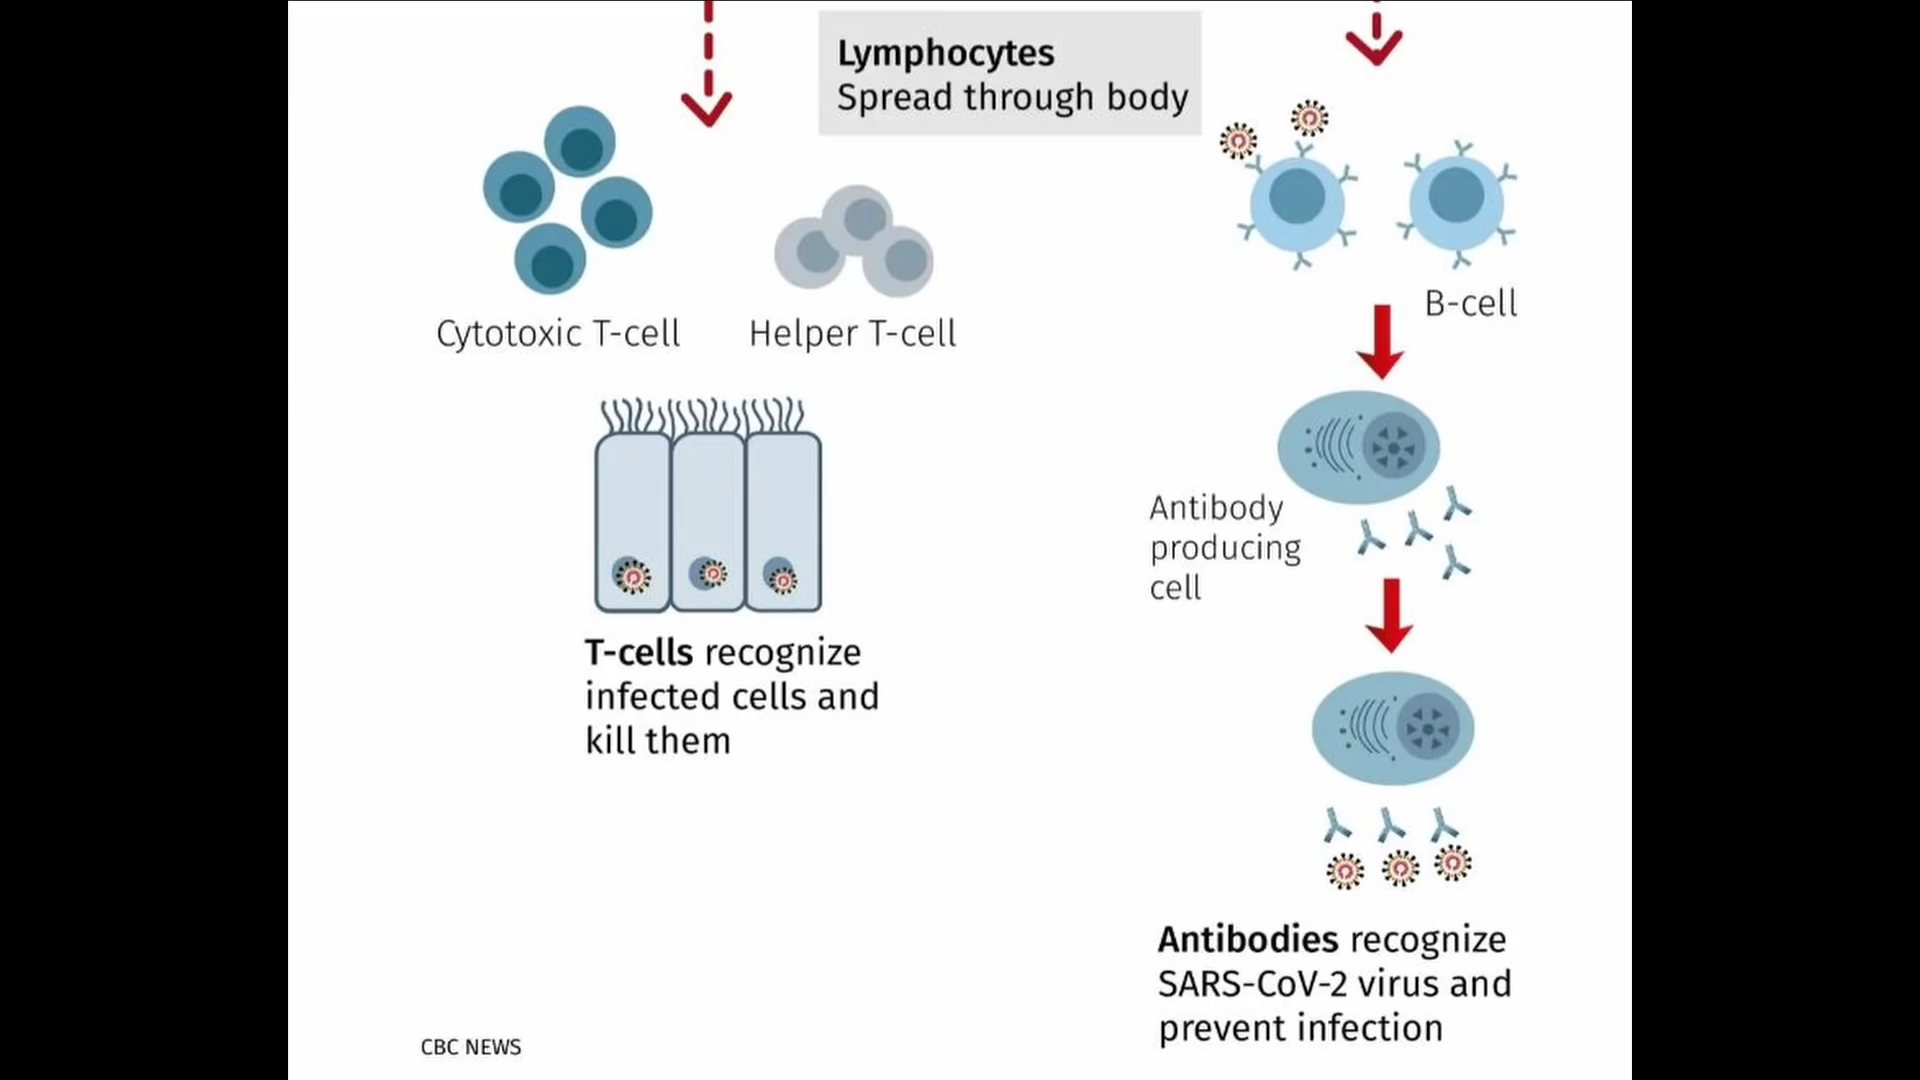 Lymphocytes
Spread through body
Cytotoxic T-cell
Helper T-cell
B-cell
Antibody
producing
cell
T-cells recognize
infected cells and
kill them
Antibodies recognize
SARS-CoV-2 virus and
prevent infection
CBC NEWS